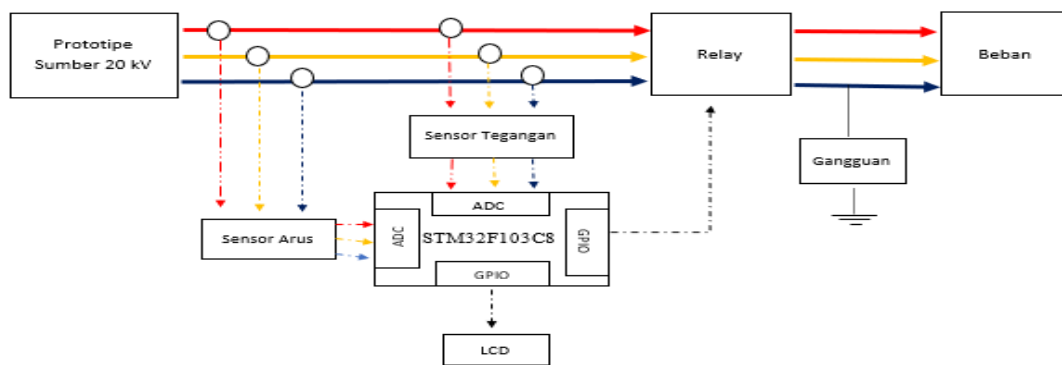 Prototipe
Sumber 20 kV
Relay
Beban
Sensor Tegangan
Gangguan
ADC
Sensor Arus
ADC
STM32F103C8
GPIO
GPIO
LCD